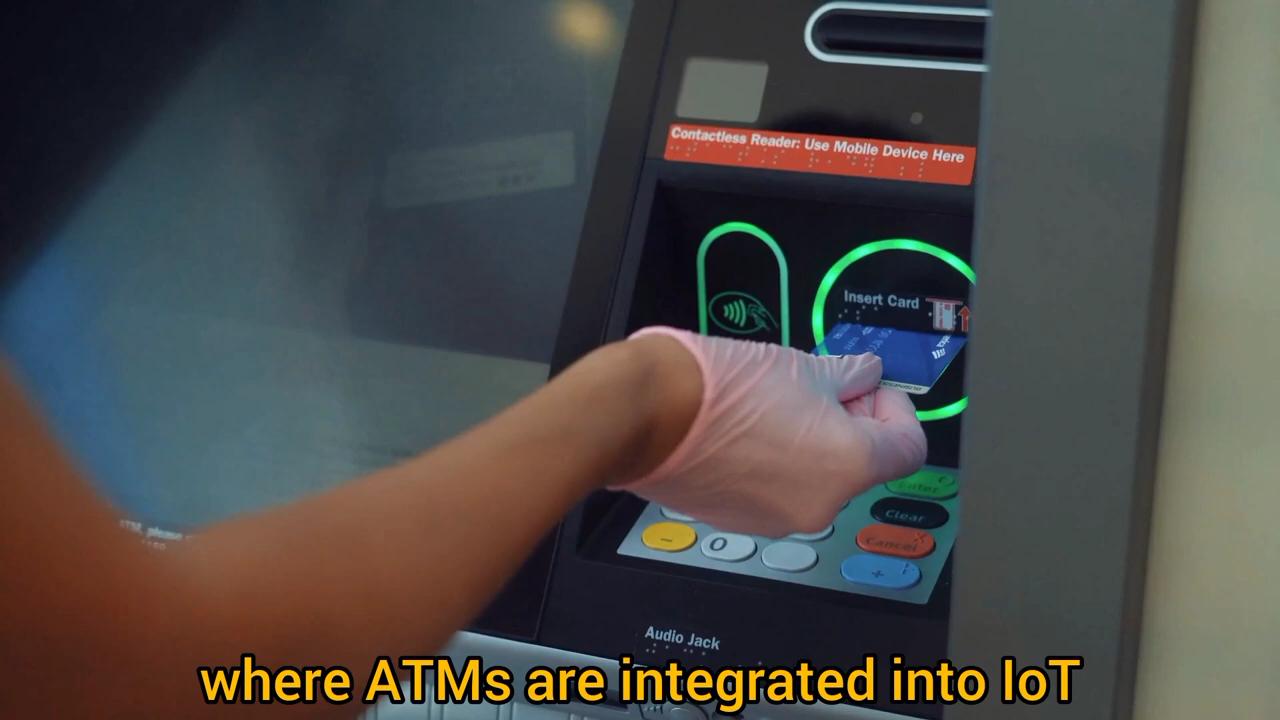 Contactless Reader: Use Mobile Device Here
Insert Card
Enter
Clear
Cancel
-
0
+
Audio Jack
where ATMs are integrated into IoT